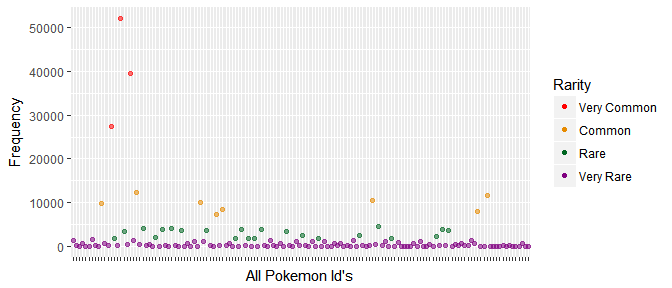 50000
40000
30000
20000
10000
0
Frequency
All Pokemon Id's
Rarity
Very Common
Common
Rare
Very Rare